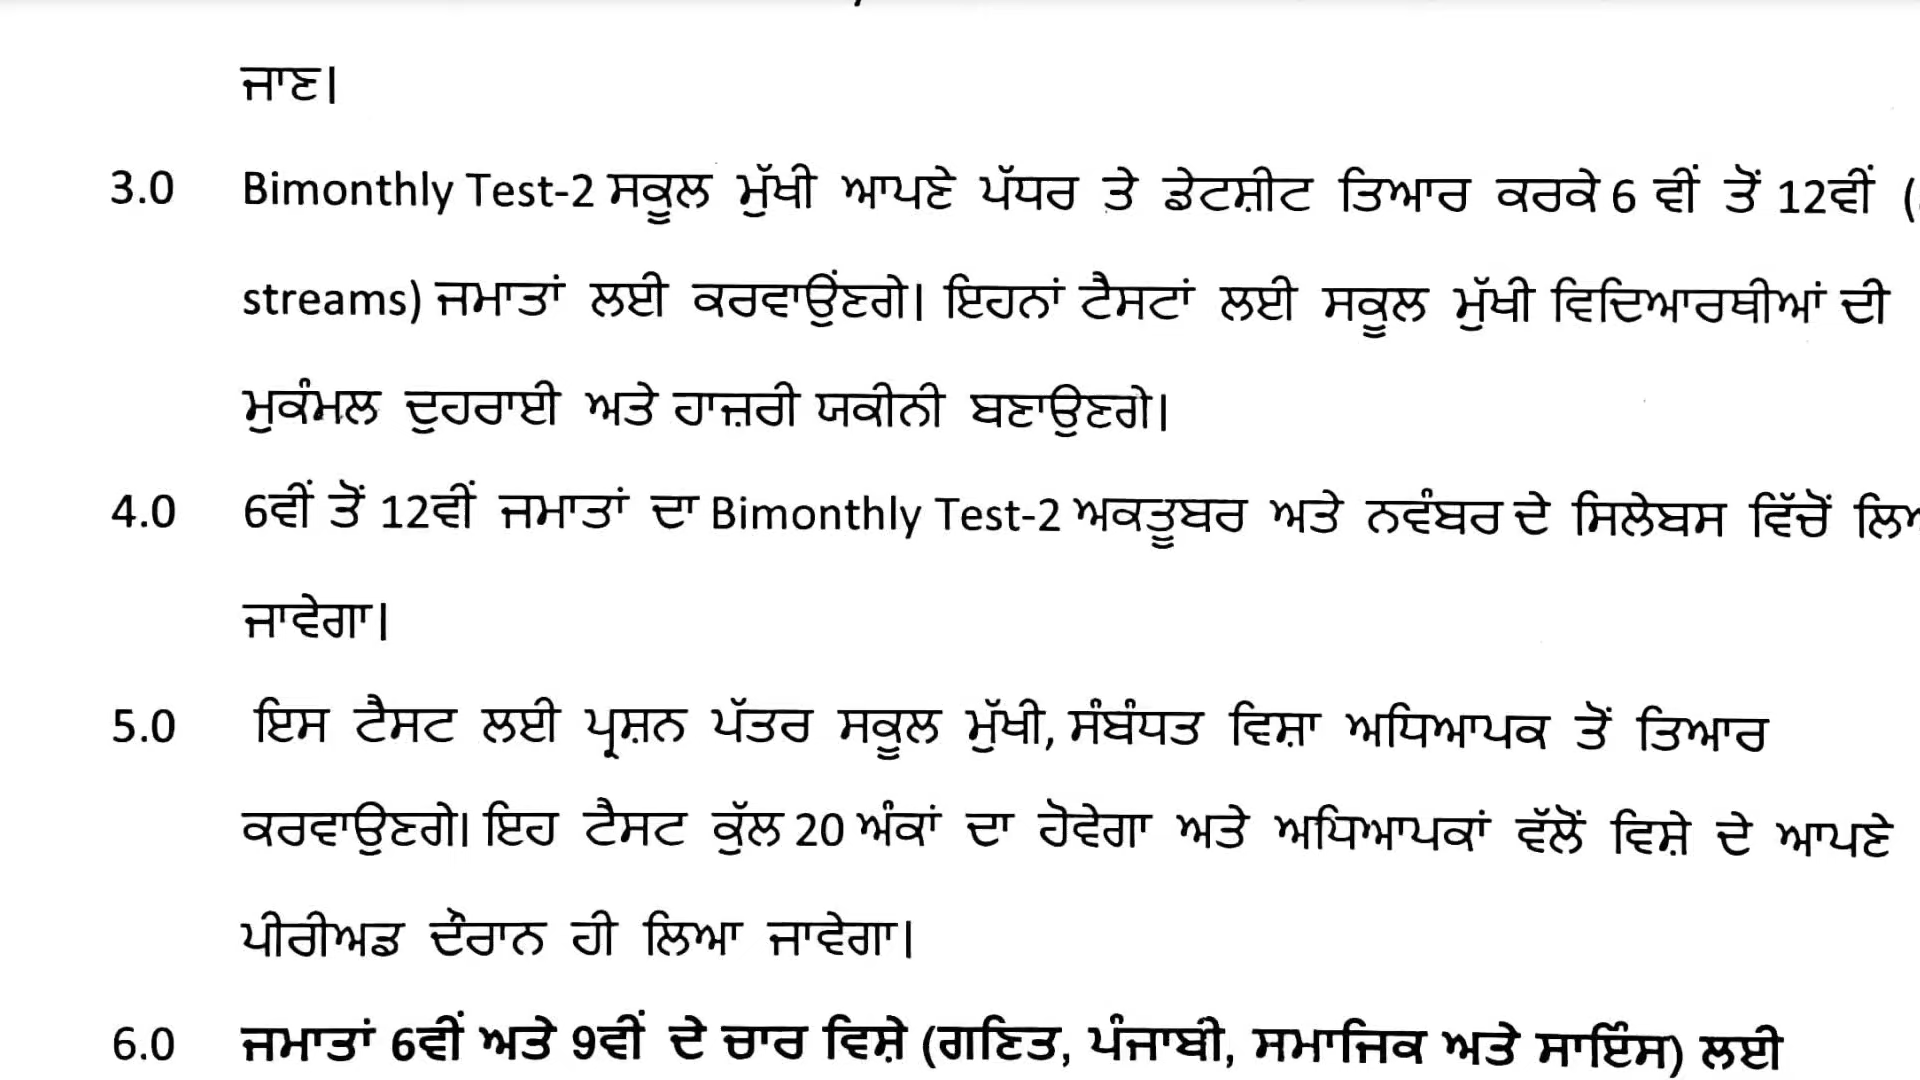 ਜਾਣ।
3.0 Bimonthly Test-2 ਸਕੂਲ ਮੁੱਖੀ ਆਪਣੇ ਪੱਧਰ ਤੇ ਡੇਟਸ਼ੀਟ ਤਿਆਰ ਕਰਕੇ 6 ਵੀਂ ਤੋਂ 12ਵੀਂ (
streams) ਜਮਾਤਾਂ ਲਈ ਕਰਵਾਉਂਣਗੇ। ਇਹਨਾਂ ਟੈਸਟਾਂ ਲਈ ਸਕੂਲ ਮੁੱਖੀ ਵਿਦਿਆਰਥੀਆਂ ਦੀ
ਮੁਕੰਮਲ ਦੁਹਰਾਈ ਅਤੇ ਹਾਜ਼ਰੀ ਯਕੀਨੀ ਬਣਾਉਣਗੇ।
4.0 6ਵੀਂ ਤੋਂ 12ਵੀਂ ਜਮਾਤਾਂ ਦਾ Bimonthly Test-2 ਅਕਤੂਬਰ ਅਤੇ ਨਵੰਬਰ ਦੇ ਸਿਲੇਬਸ ਵਿੱਚੋਂ
ਜਾਵੇਗਾ।
5.0 ਇਸ ਟੈਸਟ ਲਈ ਪ੍ਰਸ਼ਨ ਪੱਤਰ ਸਕੂਲ ਮੁੱਖੀ, ਸੰਬੰਧਤ ਵਿਸ਼ਾ ਅਧਿਆਪਕ ਤੋਂ ਤਿਆਰ
ਕਰਵਾਉਣਗੇ। ਇਹ ਟੈਸਟ ਕੁੱਲ 20 ਅੰਕਾਂ ਦਾ ਹੋਵੇਗਾ ਅਤੇ ਅਧਿਆਪਕਾਂ ਵੱਲੋਂ ਵਿਸ਼ੇ ਦੇ ਆਪਣੇ
ਪੀਰੀਅਡ ਦੌਰਾਨ ਹੀ ਲਿਆ ਜਾਵੇਗਾ।
6.0 ਜਮਾਤਾਂ 6ਵੀਂ ਅਤੇ 9ਵੀਂ ਦੇ ਚਾਰ ਵਿਸ਼ੇ (ਗਣਿਤ, ਪੰਜਾਬੀ, ਸਮਾਜਿਕ ਅਤੇ ਸਾਇੰਸ) ਲਈ